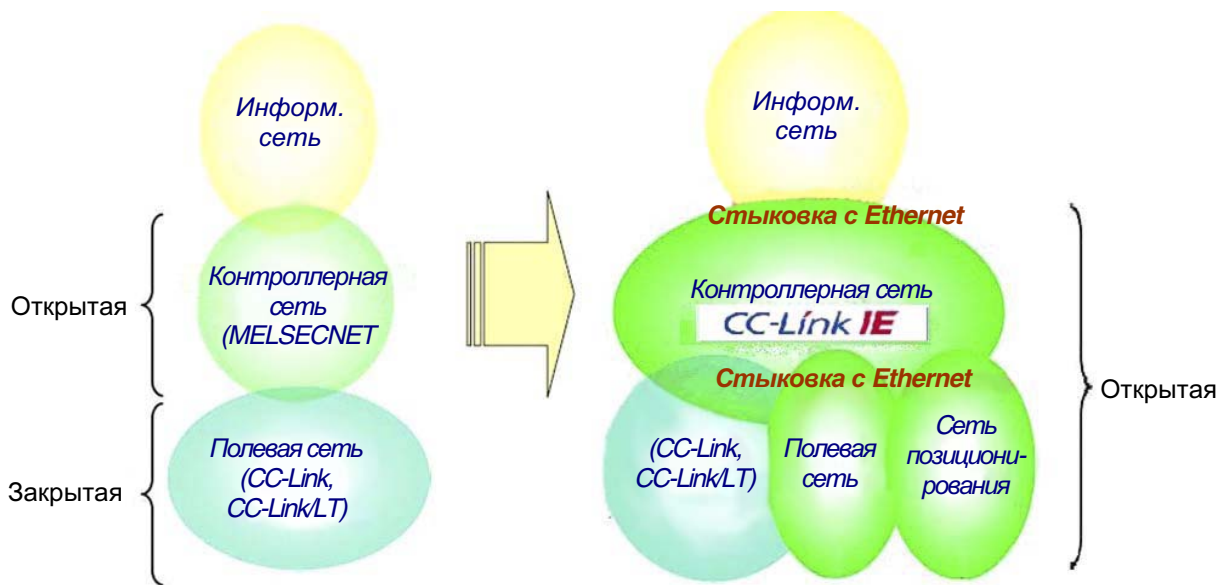 Информ.
сеть
Открытая
Контроллерная
сеть
(MELSECNET
Закрытая
Полевая сеть
(CC-Link,
CC-Link/LT)
Информ.
сеть
Стыковка с Ethernet
Контроллерная сеть
CC-Link IE
Стыковка с Ethernet
(CC-Link,
CC-Link/LT)
Полевая
сеть
Сеть
позициони-
рования
Открытая